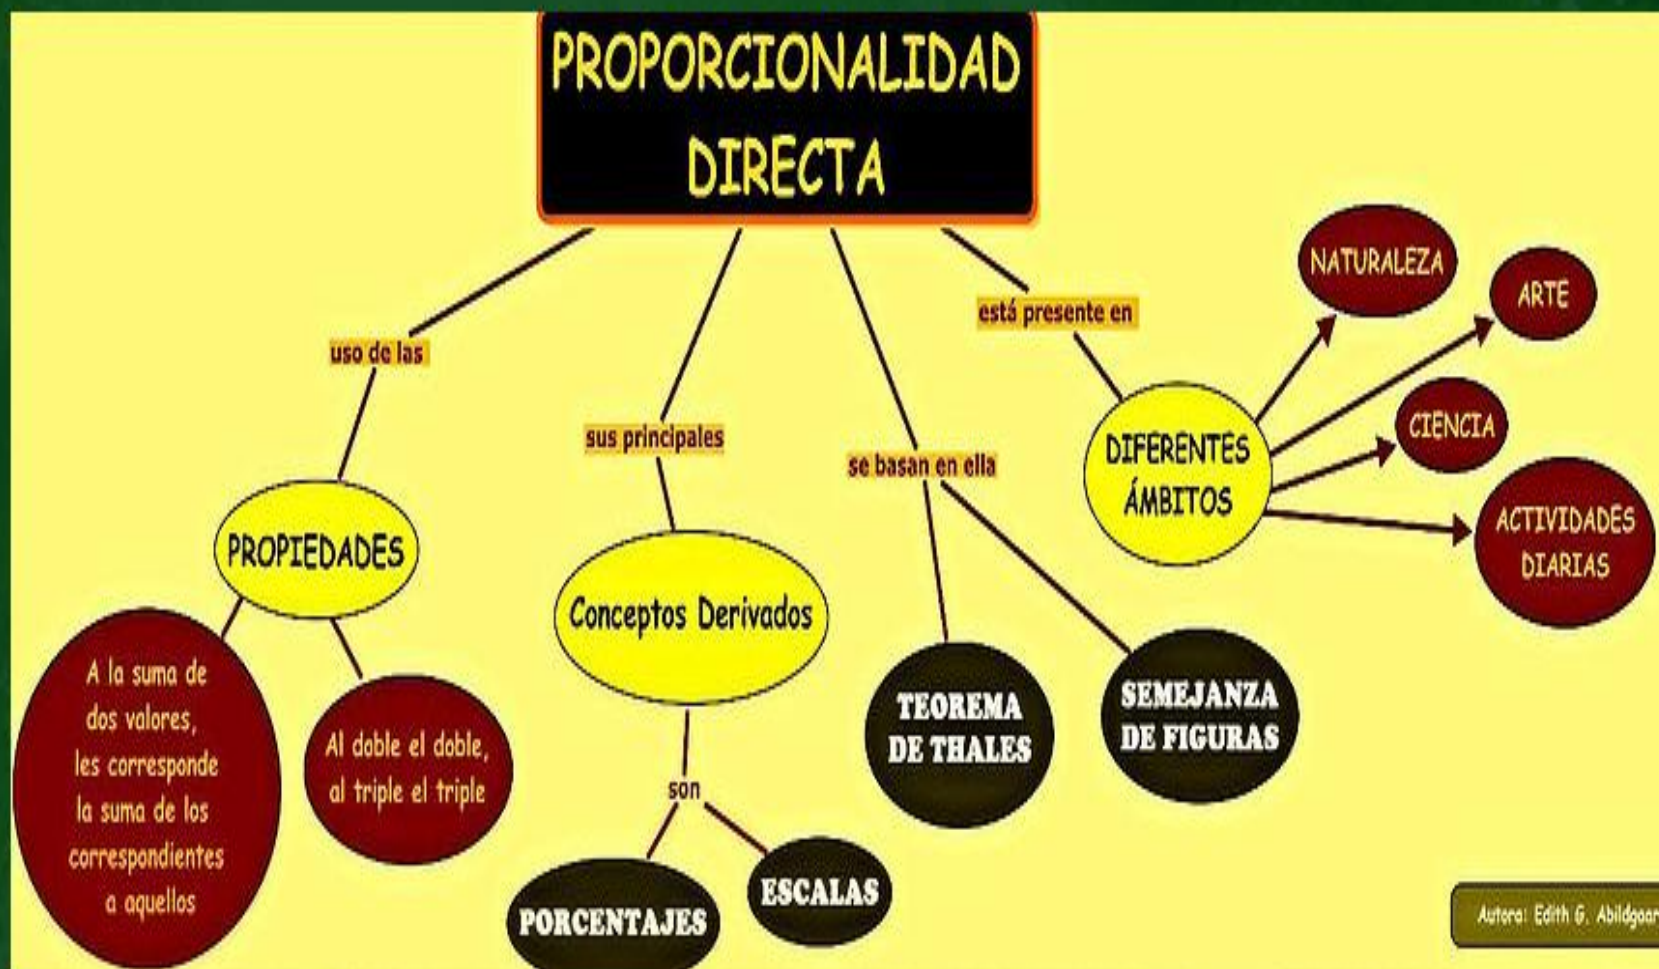 PROPORCIONALIDAD
DIRECTA
uso de las
PROPIEDADES
A la suma de
dos valores,
les corresponde
la suma de los
correspondientes
a aquellos
Al doble el doble,
al triple el triple
sus principales
Conceptos Derivados
son
PORCENTAJES
ESCALAS
se basan en ella
TEOREMA
DE THALES
SEMEJANZA
DE FIGURAS
está presente en
DIFERENTES
ÁMBITOS
NATURALEZA
ARTE
CIENCIA
ACTIVIDADES
DIARIAS
Autora: Edith G.